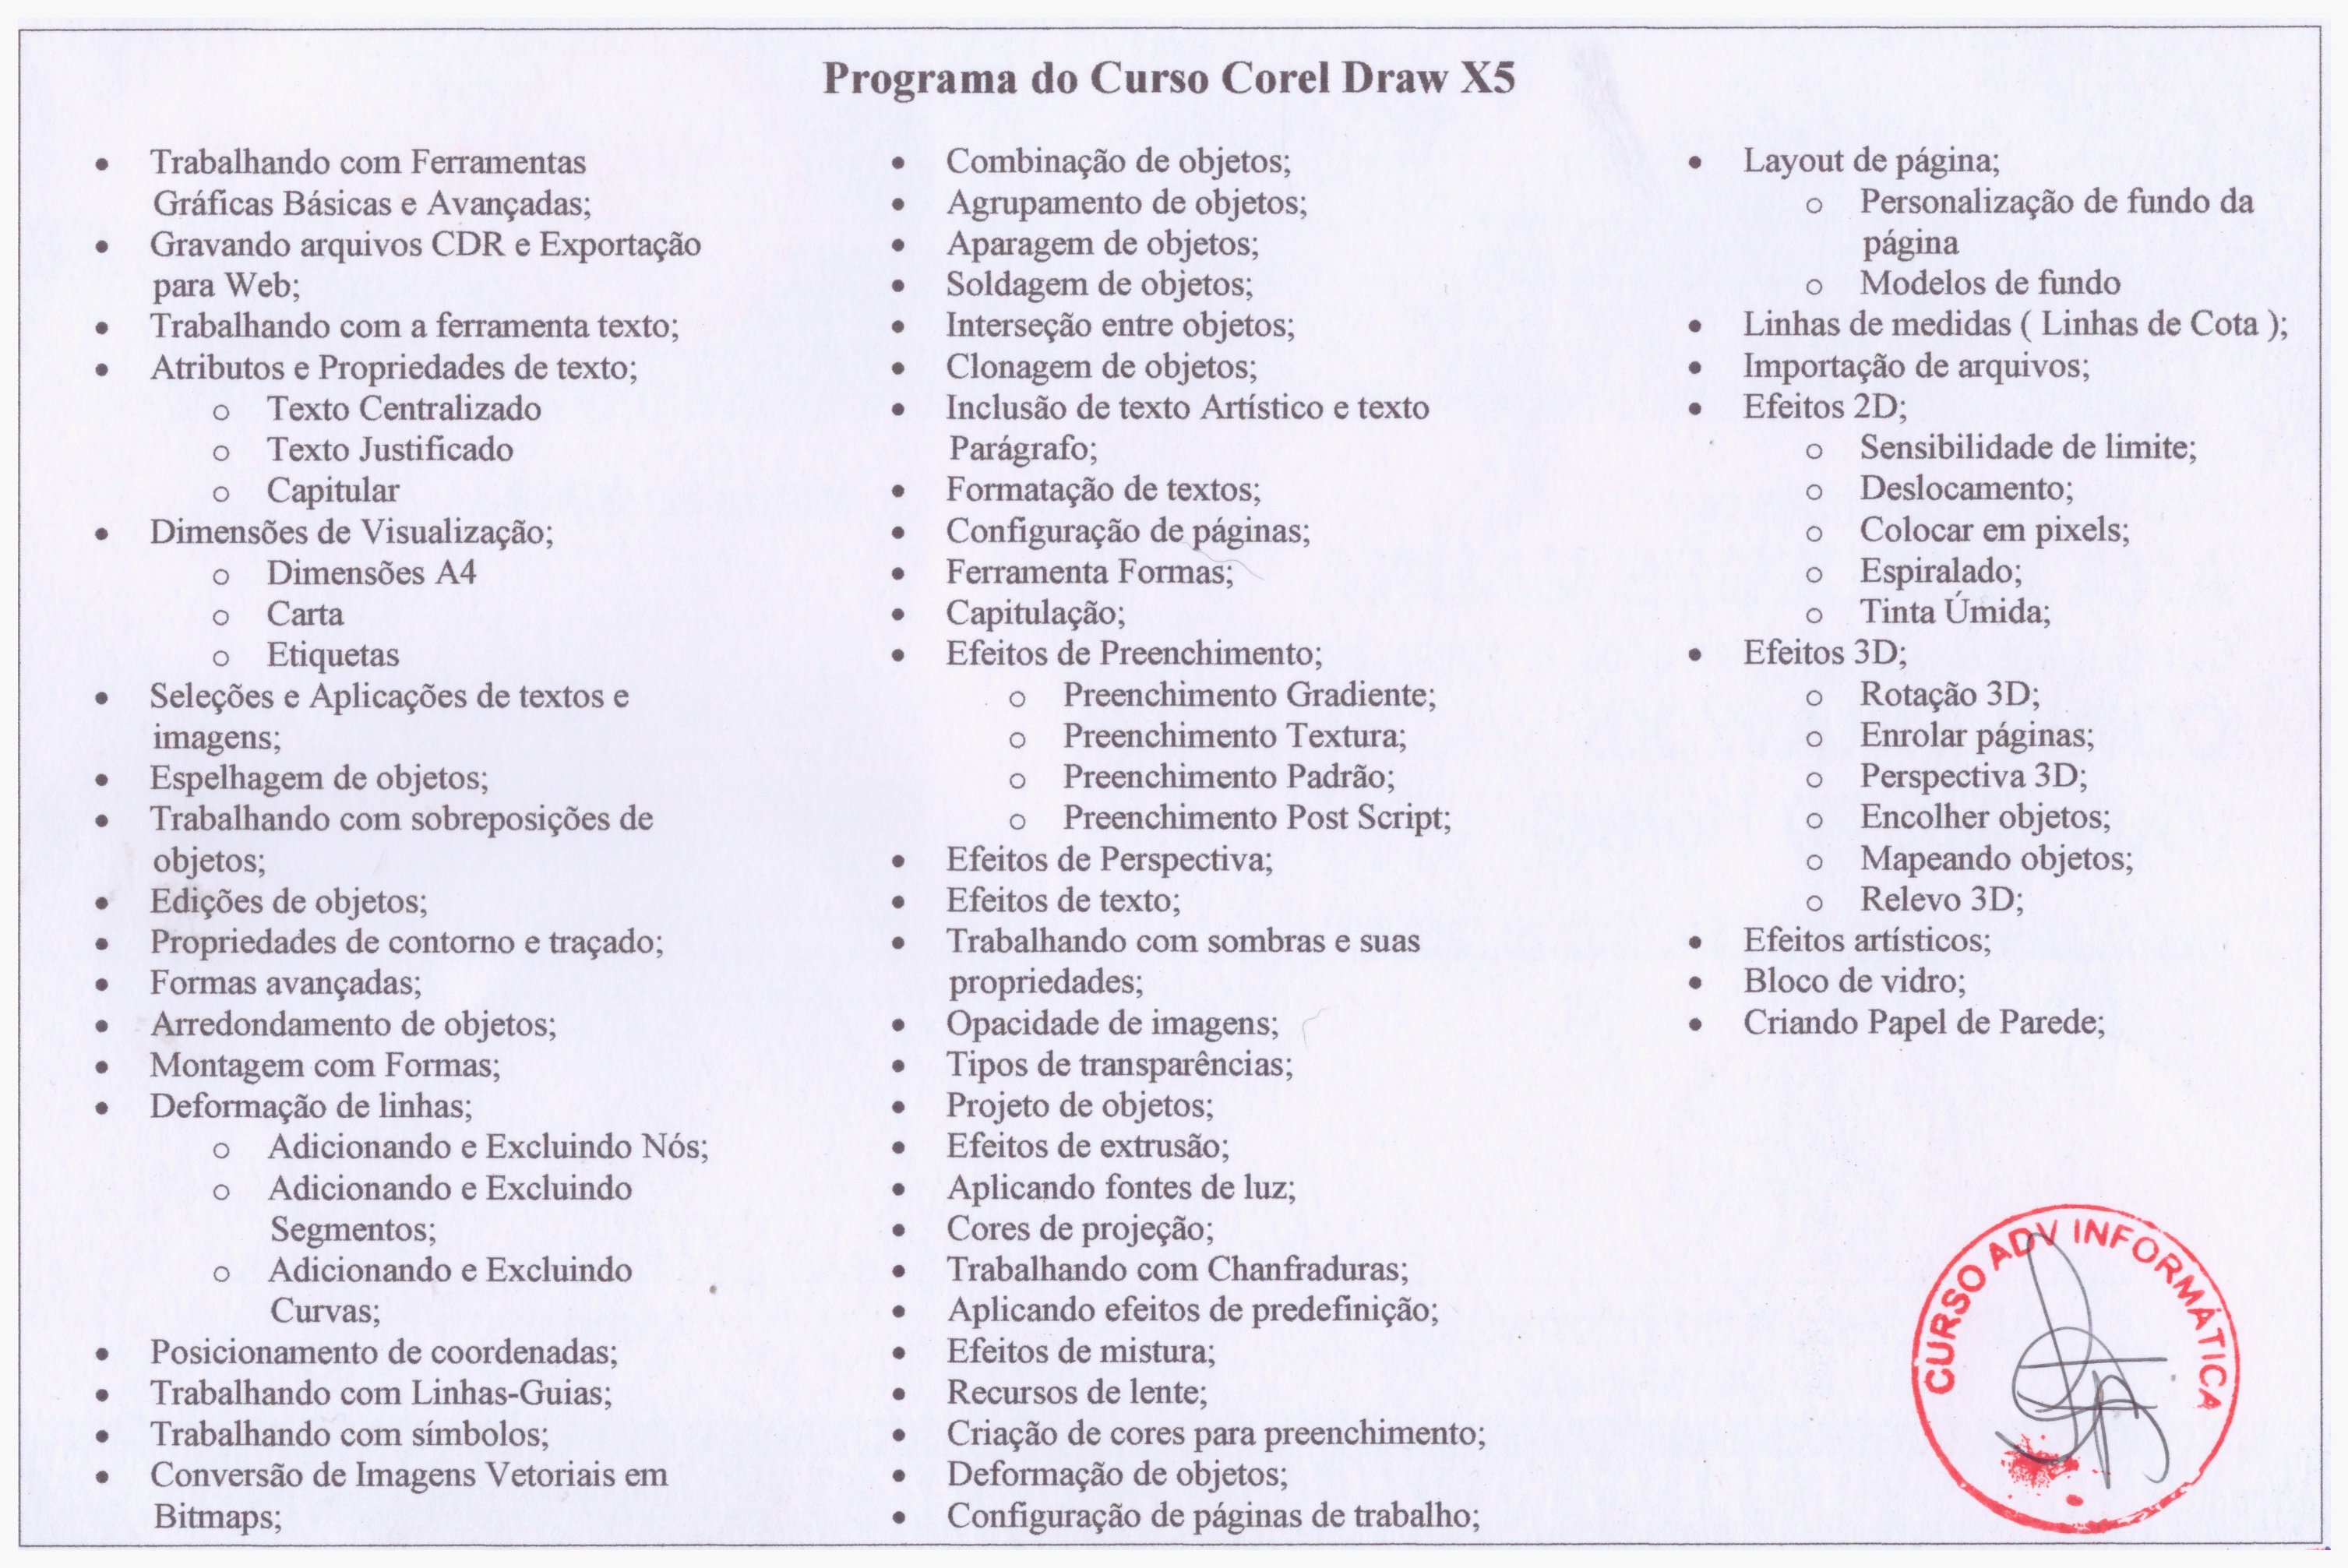 Programa do Curso Corel Draw X5
• Trabalhando com Ferramentas
Gráficas Básicas e Avançadas;
• Gravando arquivos CDR e Exportação
para Web;
• Trabalhando com a ferramenta texto;
• Atributos e Propriedades de texto;
o Texto Centralizado
o Texto Justificado
o Capitular
• Dimensões de Visualização;
o Dimensões A4
o Carta
o Etiquetas
• Seleções e Aplicações de textos e
imagens;
• Espelhagem de objetos;
• Trabalhando com sobreposições de
objetos;
• Edições de objetos;
• Propriedades de contorno e traçado;
• Formas avançadas;
• Arredondamento de objetos;
• Montagem com Formas;
• Deformação de linhas;
o Adicionando e Excluindo Nós;
o Adicionando e Excluindo
Segmentos;
o Adicionando e Excluindo
Curvas;
• Posicionamento de coordenadas;
• Trabalhando com Linhas-Guias;
• Trabalhando com símbolos;
• Conversão de Imagens Vetoriais em
Bitmaps;
• Combinação de objetos;
• Agrupamento de objetos;
• Aparagem de objetos;
• Soldagem de objetos;
• Interseção entre objetos;
• Clonagem de objetos;
• Inclusão de texto Artístico e texto
Parágrafo;
• Formatação de textos;
• Configuração de páginas;
• Ferramenta Formas;
• Capitulação;
• Efeitos de Preenchimento;
o Preenchimento Gradiente;
o Preenchimento Textura;
o Preenchimento Padrão;
o Preenchimento Post Script;
• Efeitos de Perspectiva;
• Efeitos de texto;
• Trabalhando com sombras e suas
propriedades;
• Opacidade de imagens;
• Tipos de transparências;
• Projeto de objetos;
• Efeitos de extrusão;
• Aplicando fontes de luz;
• Cores de projeção;
• Trabalhando com Chanfraduras;
• Aplicando efeitos de predefinição;
• Efeitos de mistura;
• Recursos de lente;
• Criação de cores para preenchimento;
• Deformação de objetos;
• Configuração de páginas de trabalho;
• Layout de página;
o Personalização de fundo da
página
o Modelos de fundo
• Linhas de medidas ( Linhas de Cota );
• Importação de arquivos;
• Efeitos 2D;
o Sensibilidade de limite;
o Deslocamento;
o Colocar em pixels;
o Espiralado;
o Tinta Úmida;
• Efeitos 3D;
o Rotação 3D;
o Enrolar páginas;
o Perspectiva 3D;
o Encolher objetos;
o Mapeando objetos;
o Relevo 3D;
• Efeitos artísticos;
• Bloco de vidro;
• Criando Papel de Parede;
CURSO ADV INFORMÁTICA